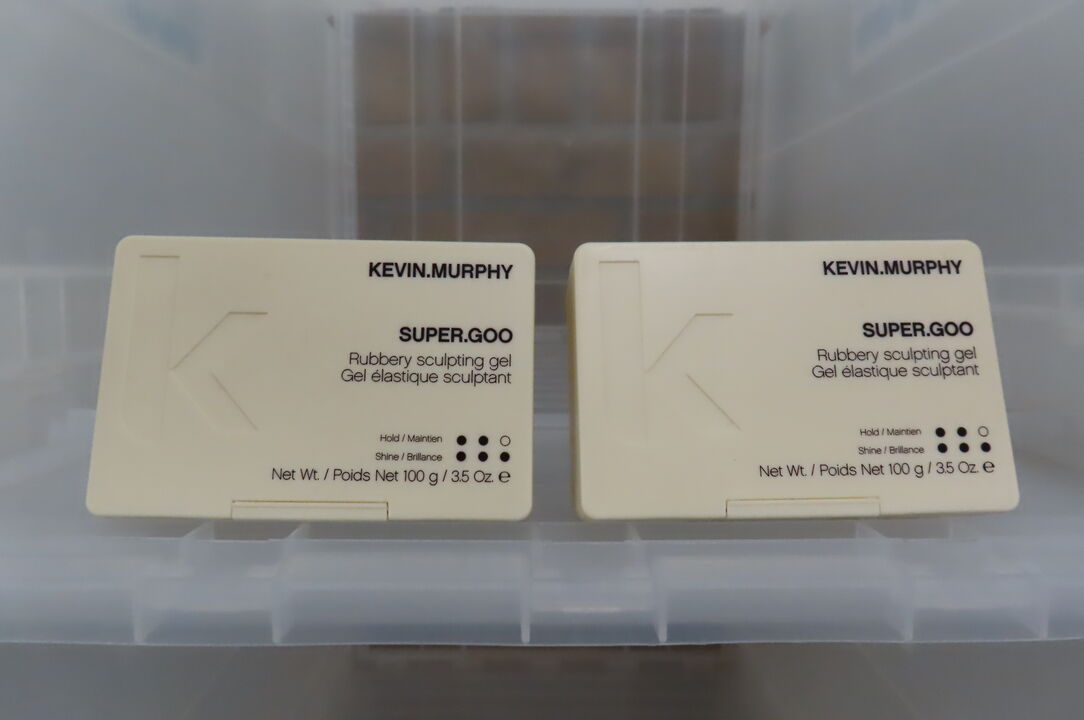 KEVIN.MURPHY
SUPER.GOO
Rubbery sculpting gel
Gel élastique sculptant
Hold / Maintien
Shine / Brillance
Net Wt. / Poids Net 100 g / 3.5 Oz. ℮
KEVIN.MURPHY
SUPER.GOO
Rubbery sculpting gel
Gel élastique sculptant
Hold / Maintien
Shine / Brillance
Net Wt. / Poids Net 100 g / 3.5 Oz. ℮